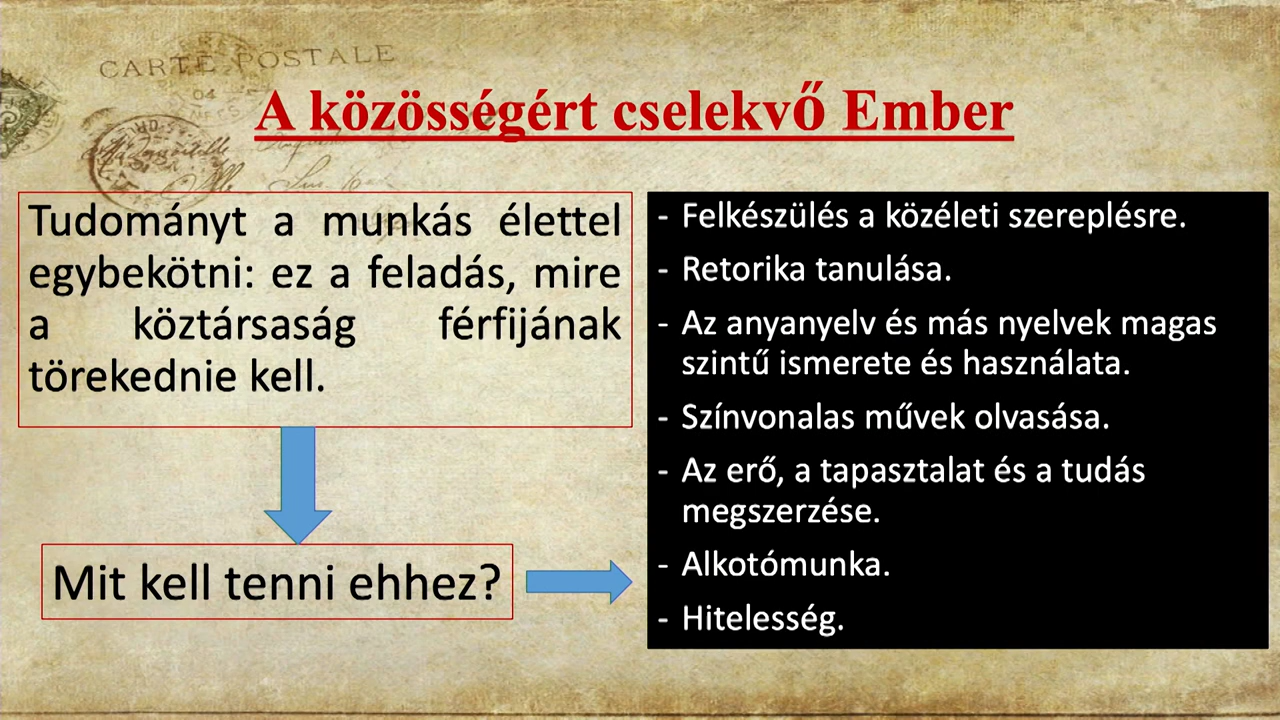 CARTE POSTALE
A közösségért cselekvő Ember
Tudományt a munkás élettel
egybekötni: ez a feladás, mire
a köztársaság férfijának
törekednie kell.
Mit kell tenni ehhez?
- Felkészülés a közéleti szereplésre.
- Retorika tanulása.
- Az anyanyelv és más nyelvek magas
szintű ismerete és használata.
- Színvonalas művek olvasása.
- Az erő, a tapasztalat és a tudás
megszerzése.
- Alkotómunka.
- Hitelesség.